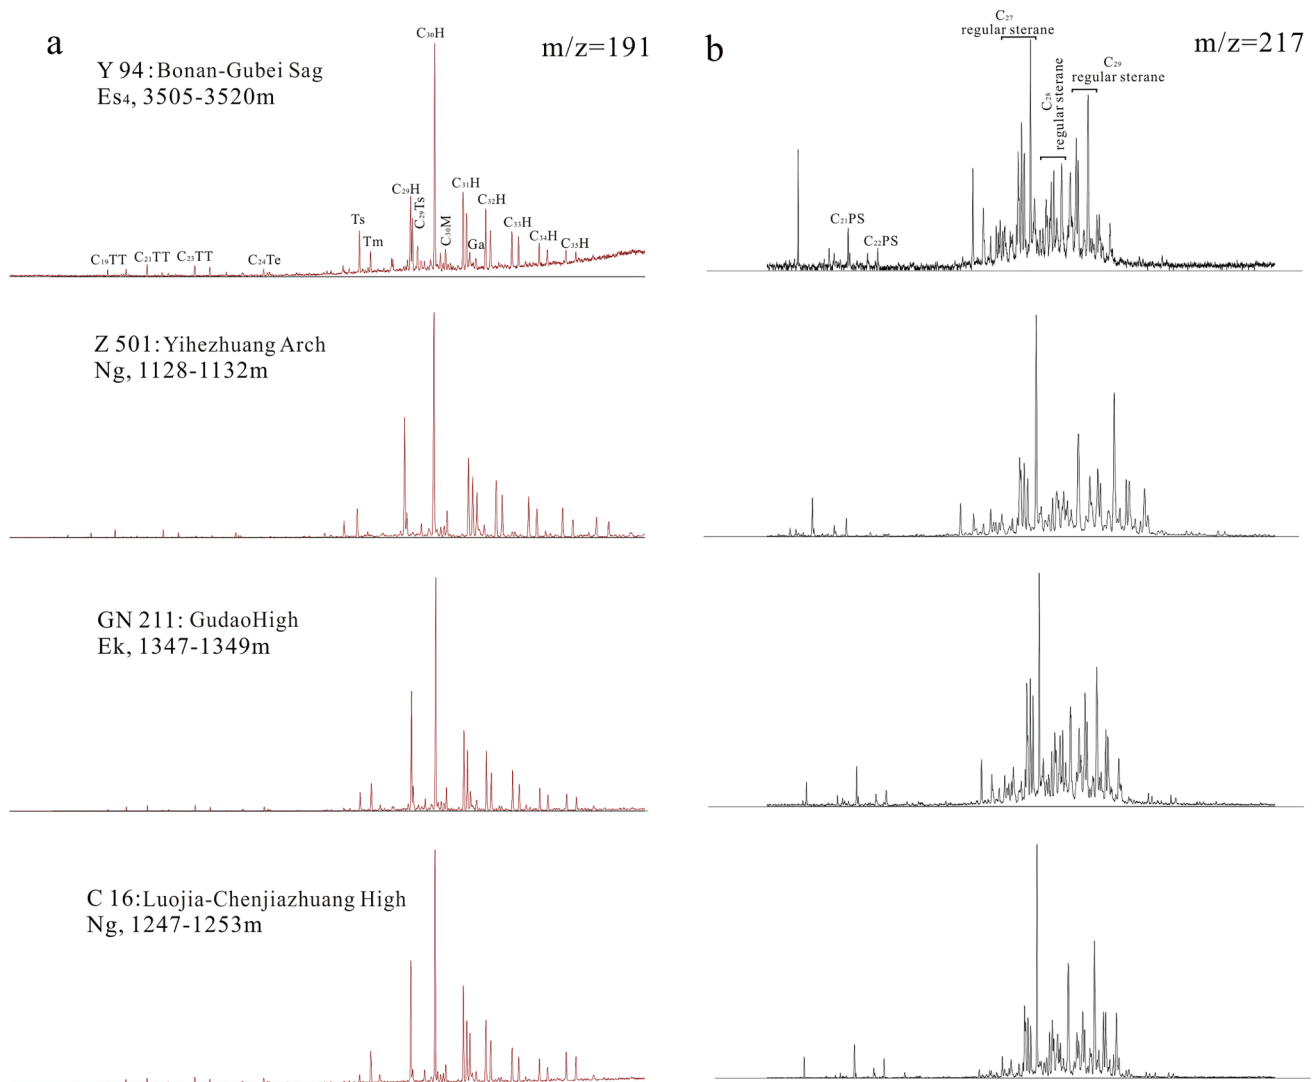 a
m/z=191
Y 94: Bonan-Gubei Sag
Es4, 3505-3520m
C19TT
C21TT
C23TT
C24Te
Ts
Tm
C29H
C29Ts
C30H
C30M
C31H
Ga
C32H
C33H
C34H
C35H
b
m/z=217
C27
regular sterane
C28
regular sterane
C29
regular sterane
C21PS
C22PS
Z 501: Yihezhuang Arch
Ng, 1128-1132m
GN 211: GudaoHigh
Ek, 1347-1349m
C 16:Luojia-Chenjiazhuang High
Ng, 1247-1253m